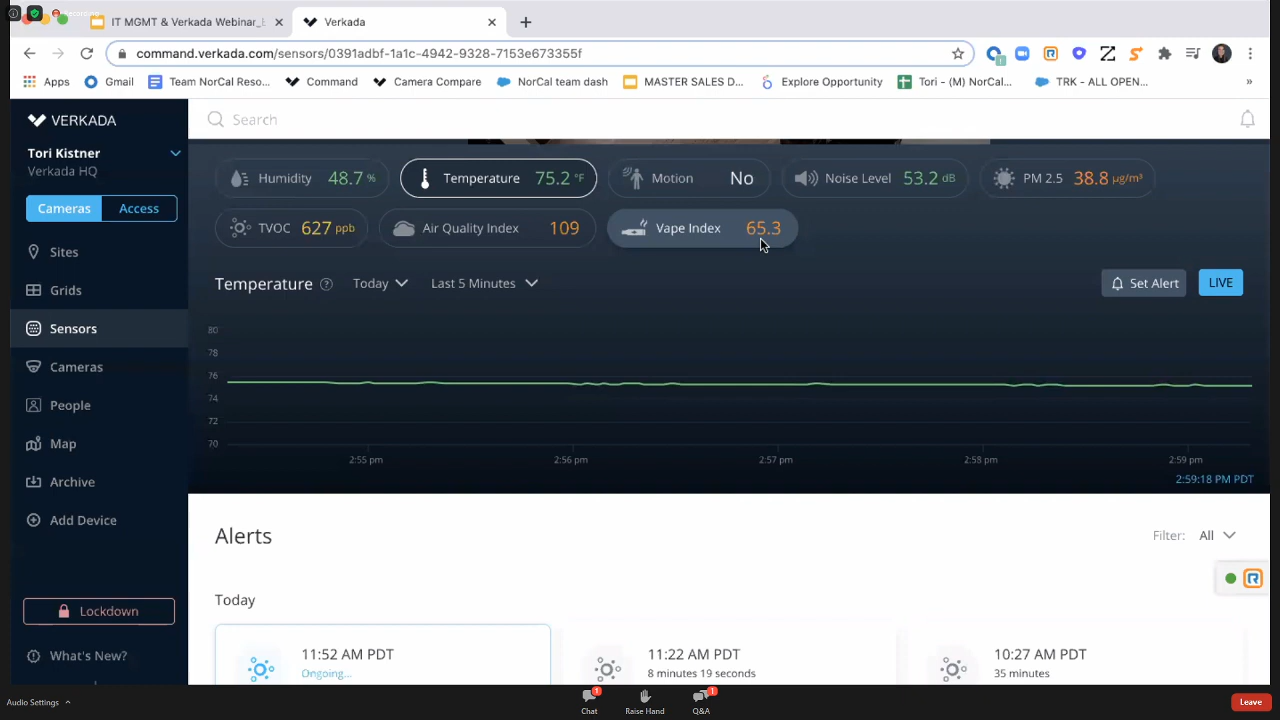 Recording
IT MGMT & Verkada Webinar_
Verkada
command.verkada.com/sensors/0391adbf-1a1c-4942-9328-7153e673355f
Apps
Gmail
Team NorCal Reso...
Command
Camera Compare
NorCal team dash
MASTER SALES D...
Explore Opportunity
Tori - (M) NorCal...
TRK - ALL OPEN...
»
VERKADA
Search
Tori Kistner
Verkada HQ
Cameras
Access
Sites
Grids
Sensors
Cameras
People
Map
Archive
Add Device
Lockdown
What's New?
Humidity 48.7 %
Temperature 75.2 °F
Motion No
Noise Level 53.2 dB
PM 2.5 38.8 µg/m³
TVOC 627 ppb
Air Quality Index 109
Vape Index 65.3
Temperature ? Today Last 5 Minutes
Set Alert
LIVE
80
78
76
74
72
70
2:55 pm 2:56 pm 2:57 pm 2:58 pm 2:59 pm
2:59:18 PM PDT
Alerts
Filter: All
Today
11:52 AM PDT
Ongoing...
11:22 AM PDT
8 minutes 19 seconds
10:27 AM PDT
35 minutes
Audio Settings
1
Chat
Raise Hand
1
Q&A
Leave